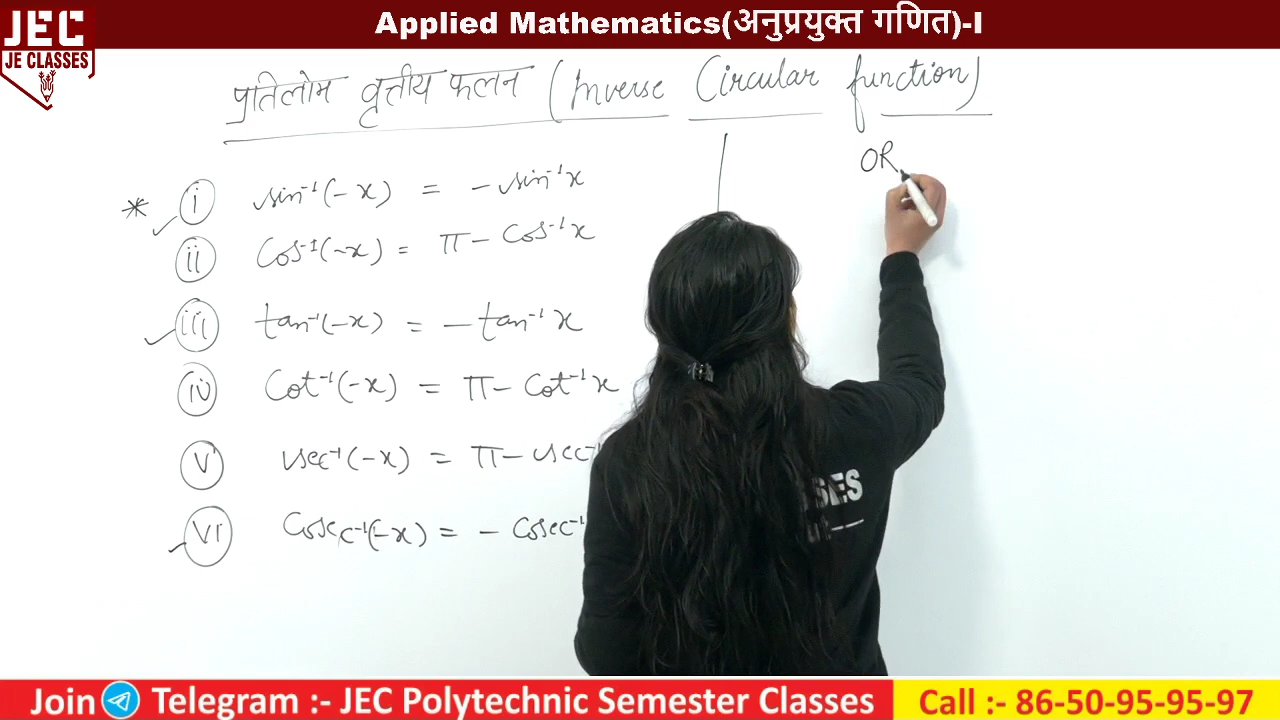 JEC
JE CLASSES
Applied Mathematics(अनुप्रयुक्त गणित)-I
प्रतिलोम वृत्तीय फलन (Inverse Circular function)
OR
* (i) sin⁻¹(-x) = -sin⁻¹x
(ii) Cos⁻¹(-x) = π - Cos⁻¹x
(iii) tan⁻¹(-x) = -tan⁻¹x
(iv) Cot⁻¹(-x) = π - Cot⁻¹x
(v) sec⁻¹(-x) = π - sec⁻¹
(vi) Cosec⁻¹(-x) = - Cosec⁻¹
SES
Join Telegram :- JEC Polytechnic Semester Classes
Call :- 86-50-95-95-97